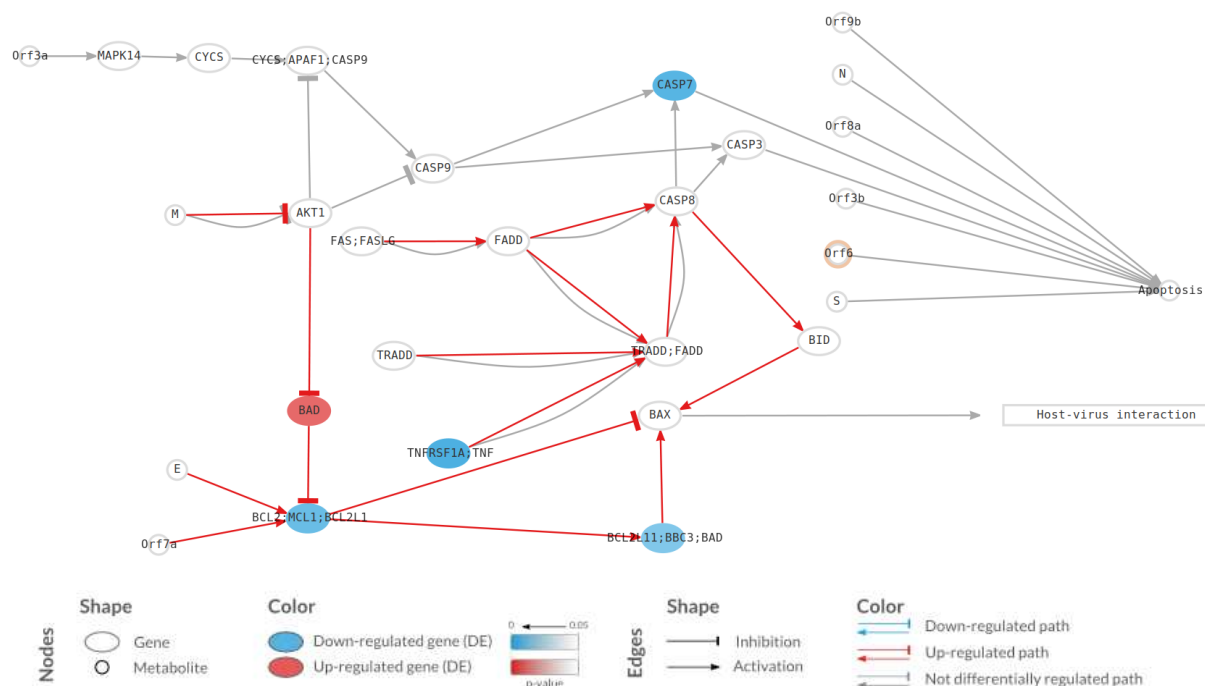 Orf9b
Orf3a
MAPK14
CYCS
CYCS;APAF1;CASP9
N
CASP7
Orf8a
CASP3
CASP9
CASP8
Orf3b
M
AKT1
FAS;FASLG
FADD
Orf6
Apoptosis
S
TRADD
TRADD;FADD
BID
BAD
BAX
Host-virus interaction
TNFRSF1A;TNF
E
BCL2;MCL1;BCL2L1
Orf7a
BCL2L11;BBC3;BAD
Nodes
Shape
Gene
Metabolite
Color
Down-regulated gene (DE)
Up-regulated gene (DE)
0 0.05
p-value
Edges
Shape
Inhibition
Activation
Color
Down-regulated path
Up-regulated path
Not differentially regulated path